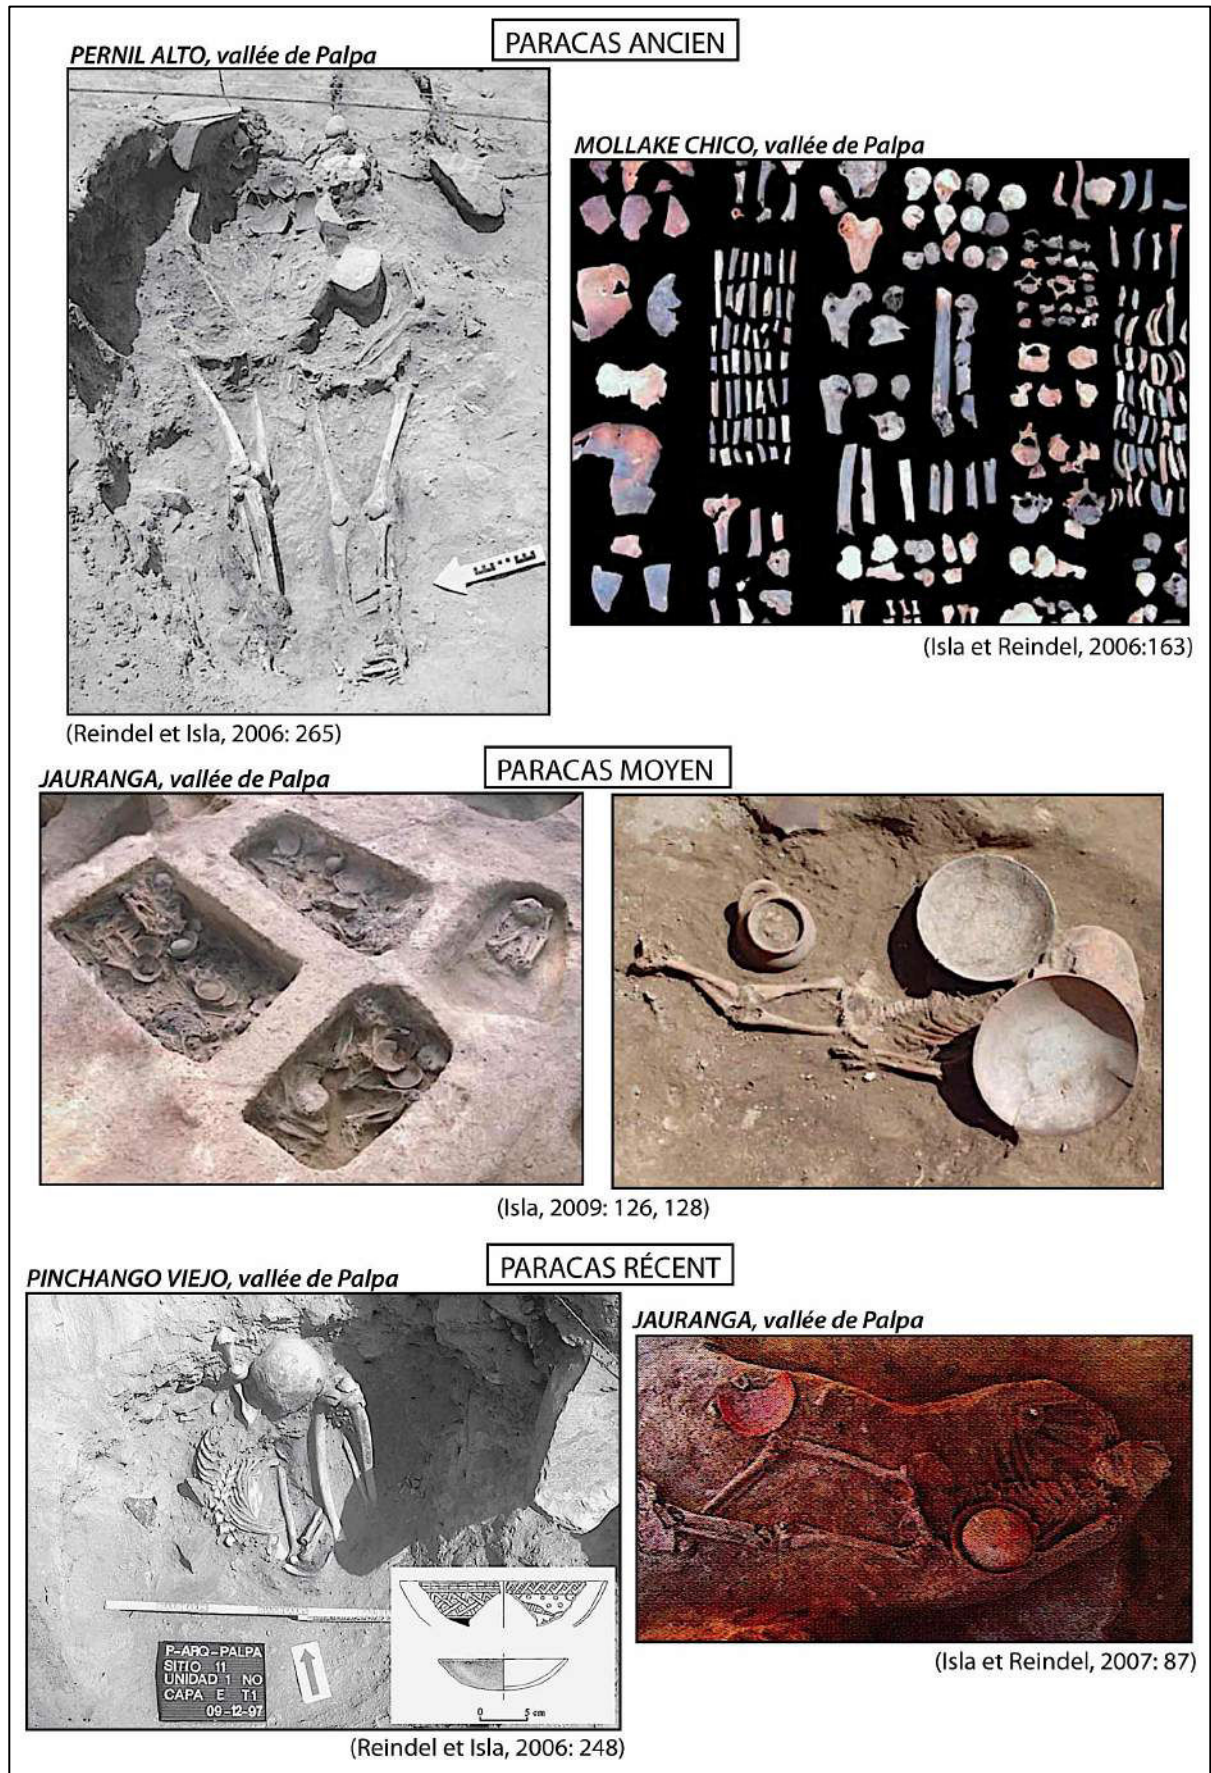 PARACAS ANCIEN
PERNIL ALTO, vallée de Palpa
MOLLAKE CHICO, vallée de Palpa
(Isla et Reindel, 2006:163)
(Reindel et Isla, 2006: 265)
PARACAS MOYEN
JAURANGA, vallée de Palpa
(Isla, 2009: 126, 128)
PARACAS RÉCENT
PINCHANGO VIEJO, vallée de Palpa
JAURANGA, vallée de Palpa
P-ARQ-PALPA
SITIO 11
UNIDAD 1 NO
CAPA E T1
09-12-97
0 5 cm
(Isla et Reindel, 2007: 87)
(Reindel et Isla, 2006: 248)